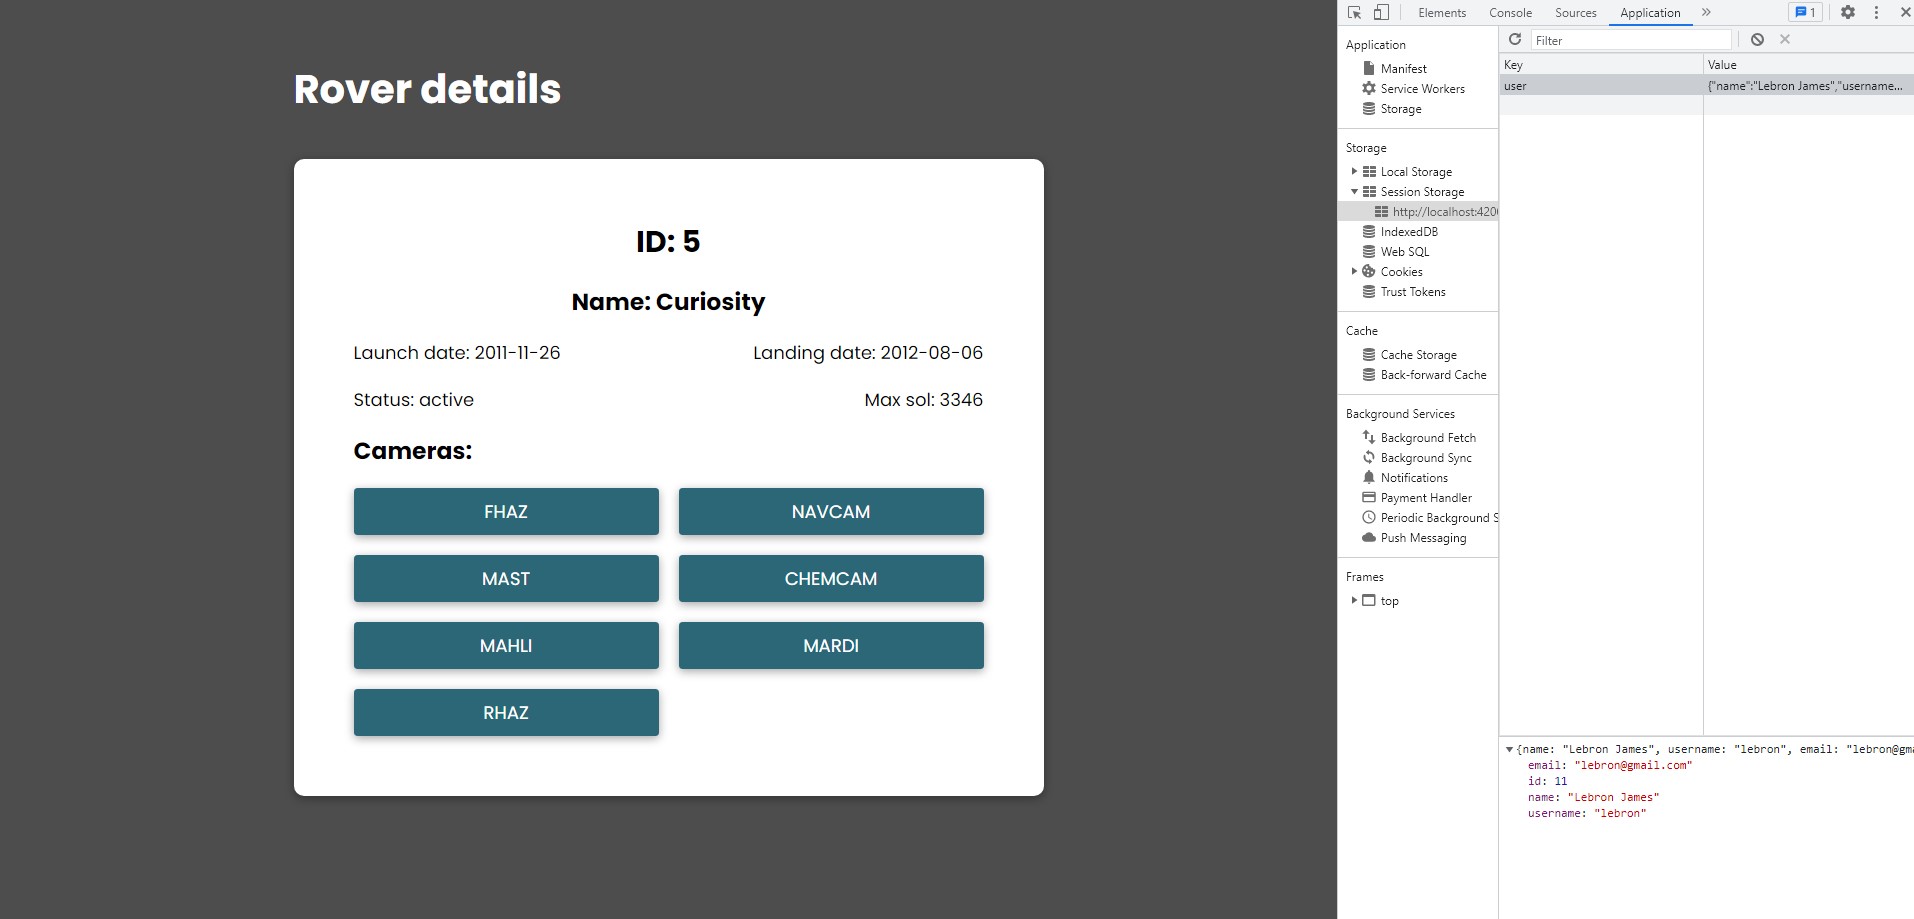 Rover details
ID: 5
Name: Curiosity
Launch date: 2011-11-26
Landing date: 2012-08-06
Status: active
Max sol: 3346
Cameras:
FHAZ
NAVCAM
MAST
CHEMCAM
MAHLI
MARDI
RHAZ
Elements Console Sources Application 1
Application
Manifest
Service Workers
Storage
Storage
Local Storage
Session Storage
http://localhost:420
IndexedDB
Web SQL
Cookies
Trust Tokens
Cache
Cache Storage
Back-forward Cache
Background Services
Background Fetch
Background Sync
Notifications
Payment Handler
Periodic Background S
Push Messaging
Frames
top
Filter
Key Value
user {"name":"Lebron James","username...
{name: "Lebron James", username: "lebron", email: "lebron@gm
email: "lebron@gmail.com"
id: 11
name: "Lebron James"
username: "lebron"